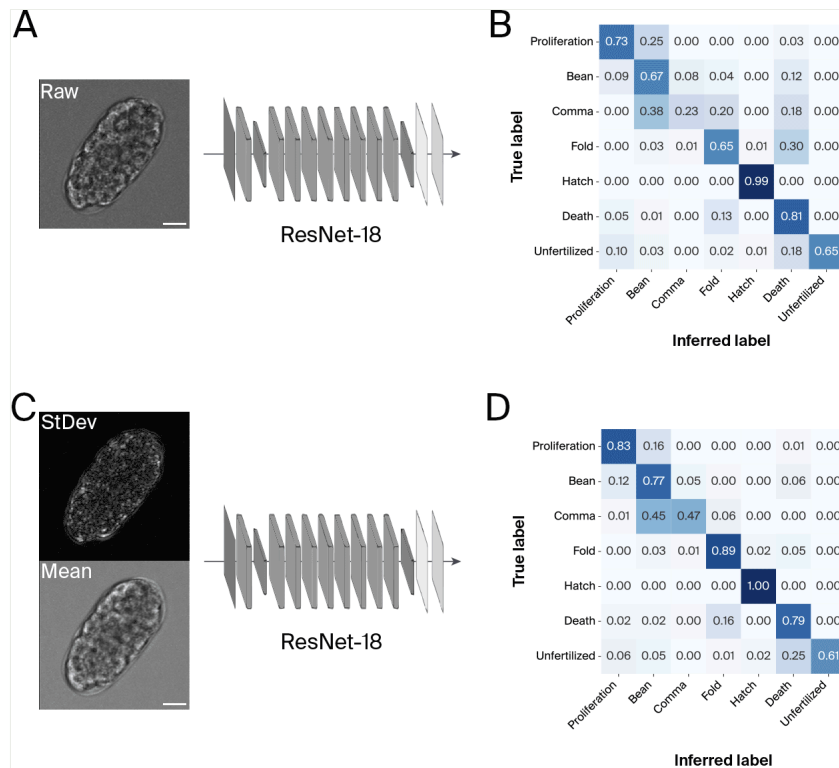 A
Raw
ResNet-18
B
True label
Proliferation 0.73 0.25 0.00 0.00 0.00 0.03 0.00
Bean 0.09 0.67 0.08 0.04 0.00 0.12 0.00
Comma 0.00 0.38 0.23 0.20 0.00 0.18 0.00
Fold 0.00 0.03 0.01 0.65 0.01 0.30 0.00
Hatch 0.00 0.00 0.00 0.00 0.99 0.00 0.00
Death 0.05 0.01 0.00 0.13 0.00 0.81 0.00
Unfertilized 0.10 0.03 0.00 0.02 0.01 0.18 0.65
Proliferation Bean Comma Fold Hatch Death Unfertilized
Inferred label
C
StDev
Mean
ResNet-18
D
True label
Proliferation 0.83 0.16 0.00 0.00 0.00 0.01 0.00
Bean 0.12 0.77 0.05 0.00 0.00 0.06 0.00
Comma 0.01 0.45 0.47 0.06 0.00 0.00 0.00
Fold 0.00 0.03 0.01 0.89 0.02 0.05 0.00
Hatch 0.00 0.00 0.00 0.00 1.00 0.00 0.00
Death 0.02 0.02 0.00 0.16 0.00 0.79 0.00
Unfertilized 0.06 0.05 0.00 0.01 0.02 0.25 0.61
Proliferation Bean Comma Fold Hatch Death Unfertilized
Inferred label